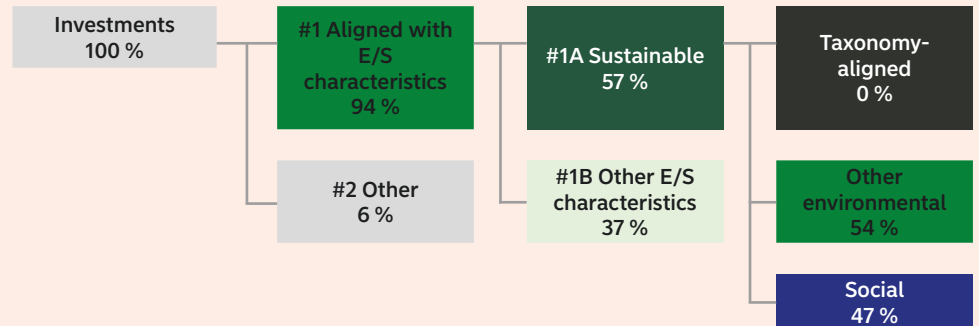 Investments
100 %
#1 Aligned with
E/S
characteristics
94 %
#1A Sustainable
57 %
Taxonomy-
aligned
0 %
#2 Other
6 %
#1B Other E/S
characteristics
37 %
Other
environmental
54 %
Social
47 %